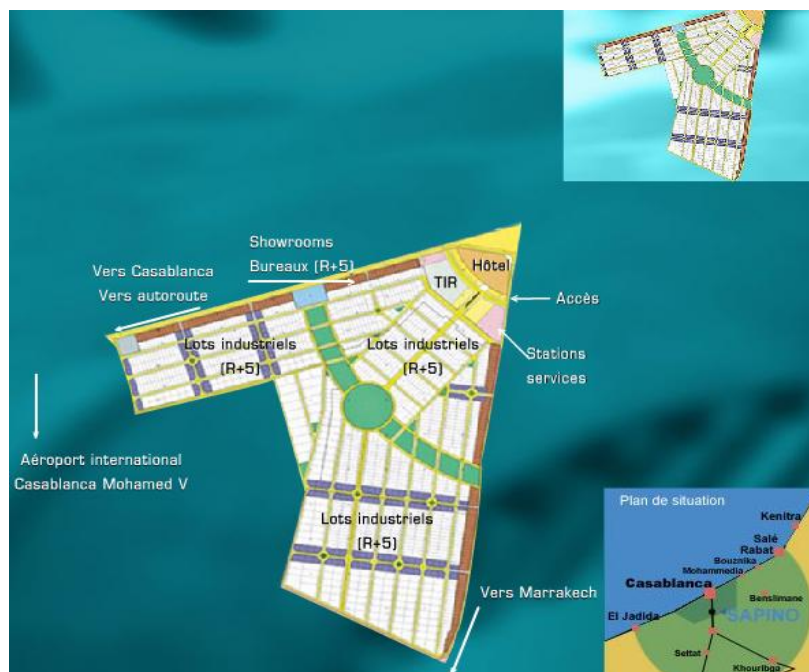 Showrooms
Bureaux (R+5)
Vers Casablanca
Vers autoroute
Hôtel
TIR
Accès
Lots industriels
(R+5)
Lots industriels
(R+5)
Stations
services
Aéroport international
Casablanca Mohamed V
Lots industriels
(R+5)
Vers Marrakech
Plan de situation
Kenitra
Salé
Rabat
Bouznika
Mohammedia
Casablanca
Benslimane
El Jadida
SAPINO
Settat
Khouribga